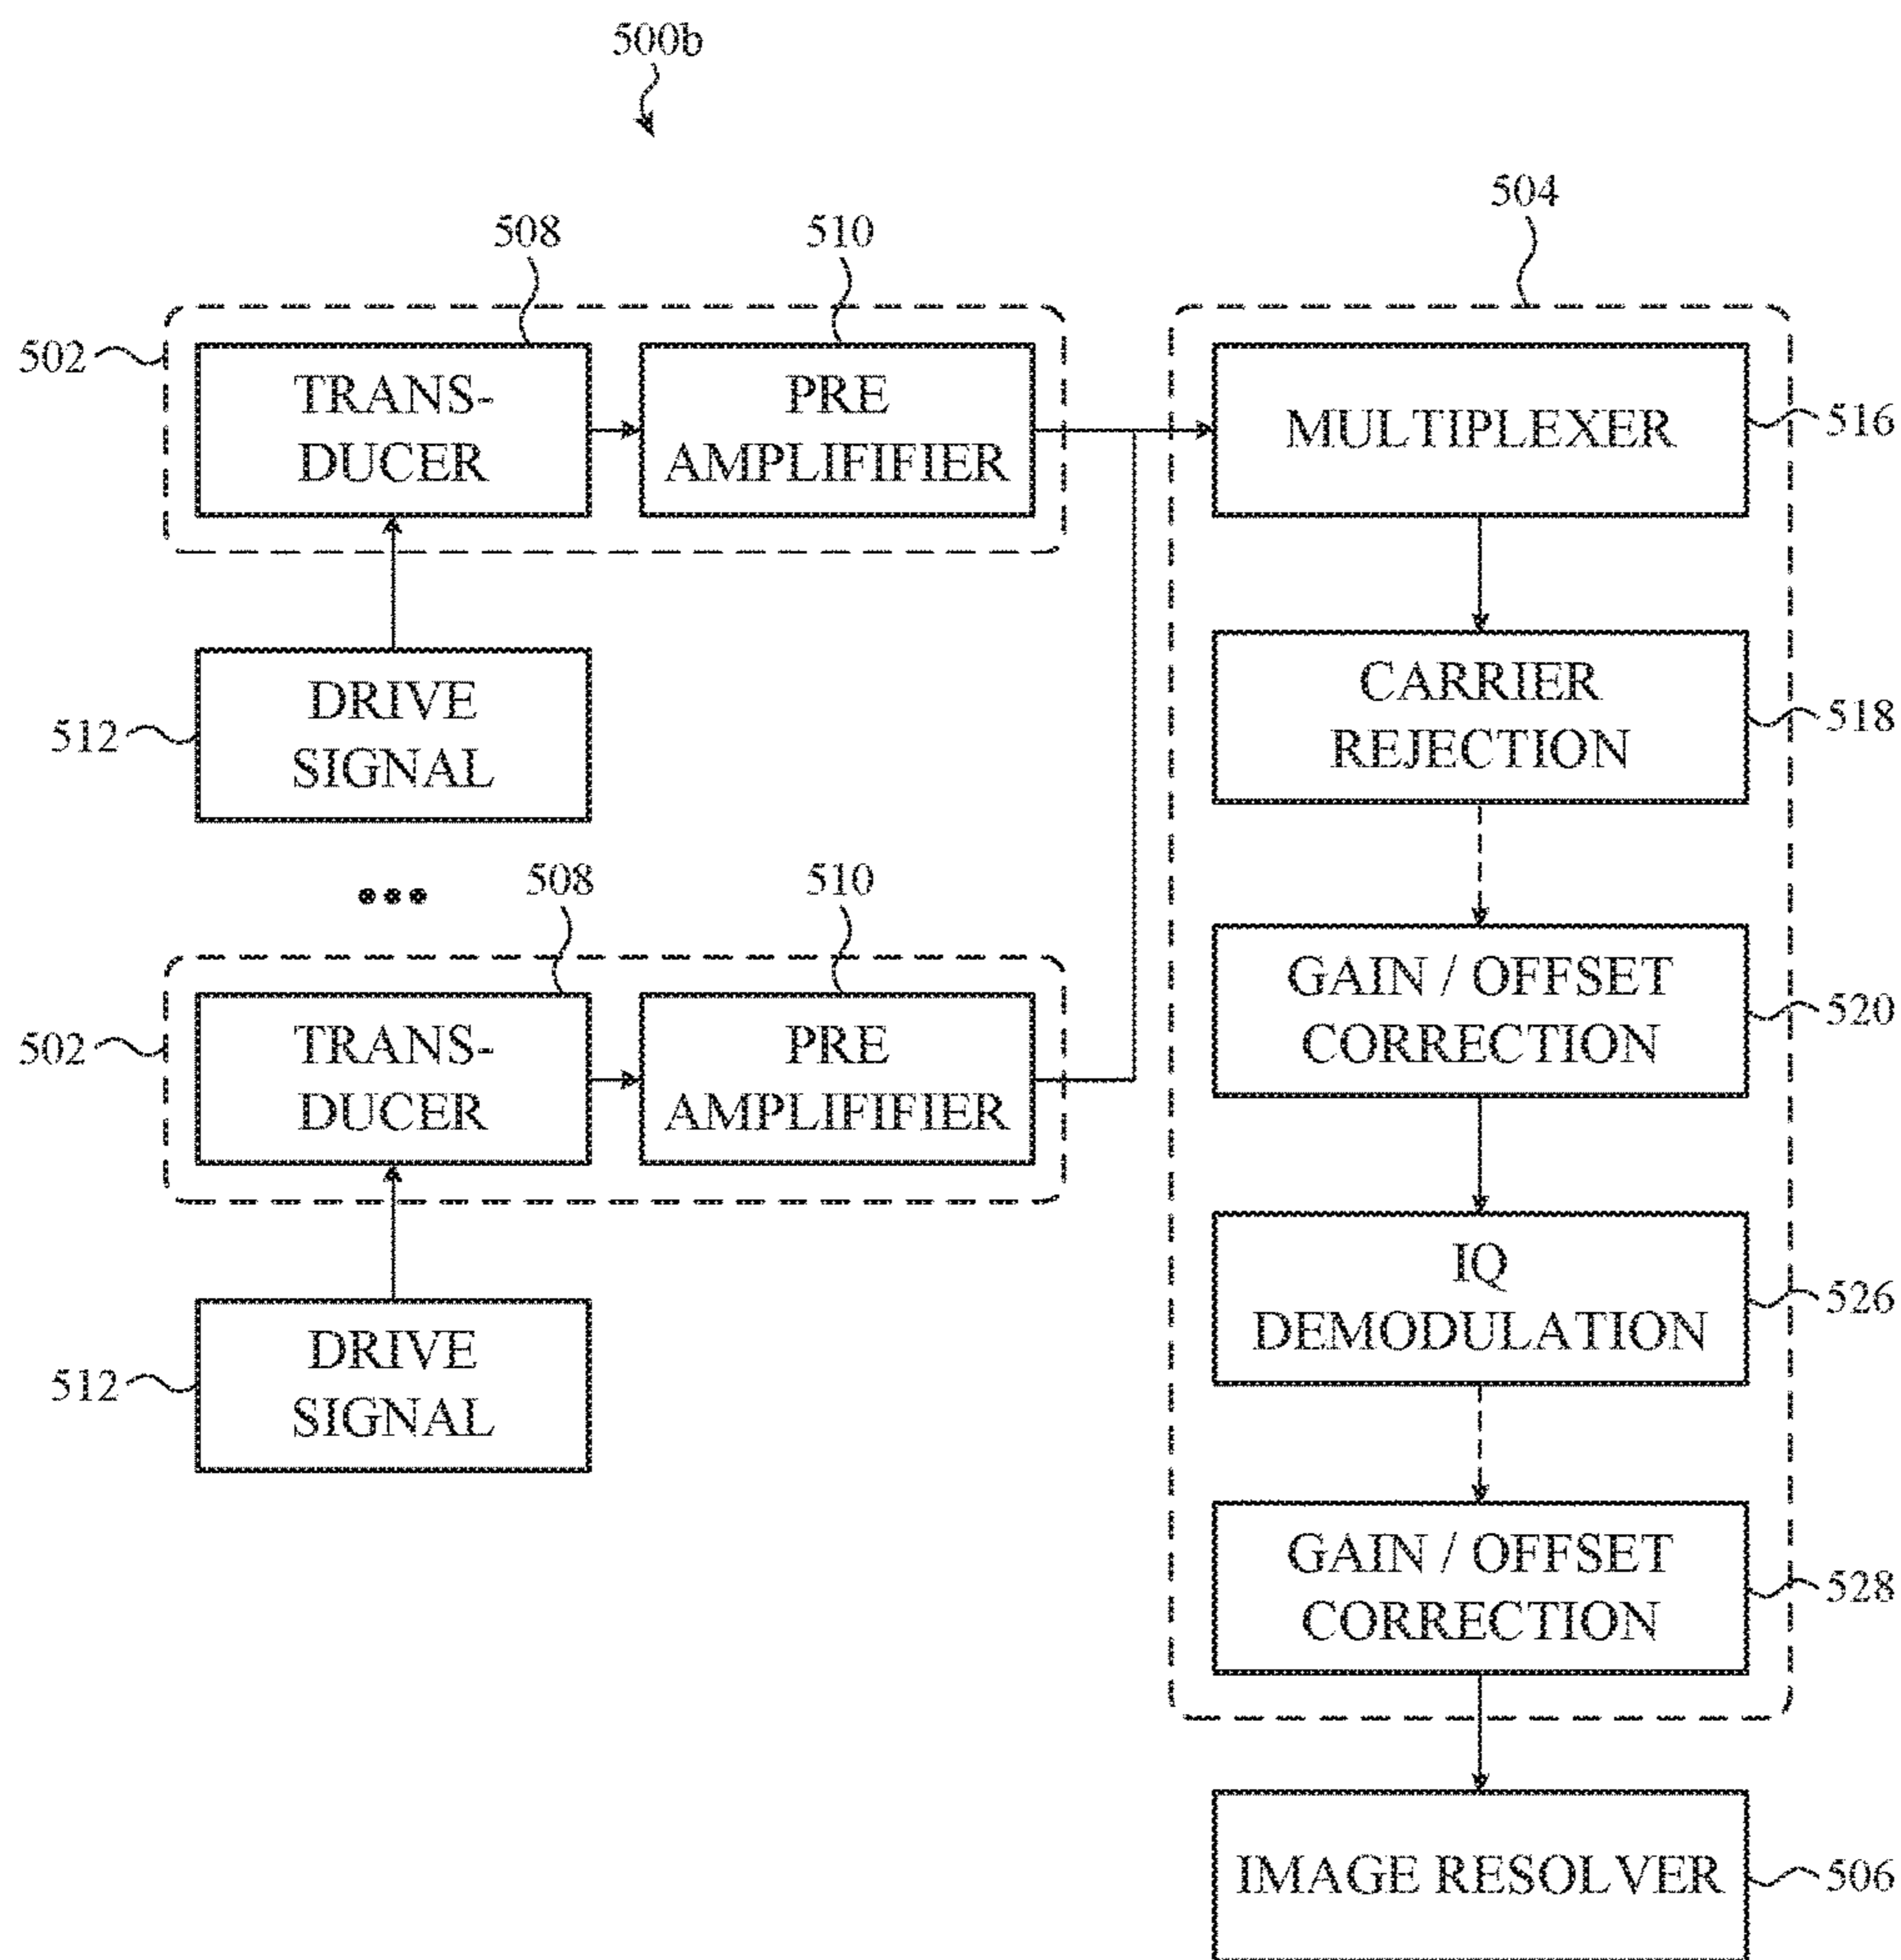 500b
508
510
504
502
TRANS-
DUCER
PRE
AMPLIFIFIER
MULTIPLEXER
516
512
DRIVE
SIGNAL
CARRIER
REJECTION
518
...
508
510
502
TRANS-
DUCER
PRE
AMPLIFIFIER
GAIN / OFFSET
CORRECTION
520
512
DRIVE
SIGNAL
IQ
DEMODULATION
526
GAIN / OFFSET
CORRECTION
528
IMAGE RESOLVER
506